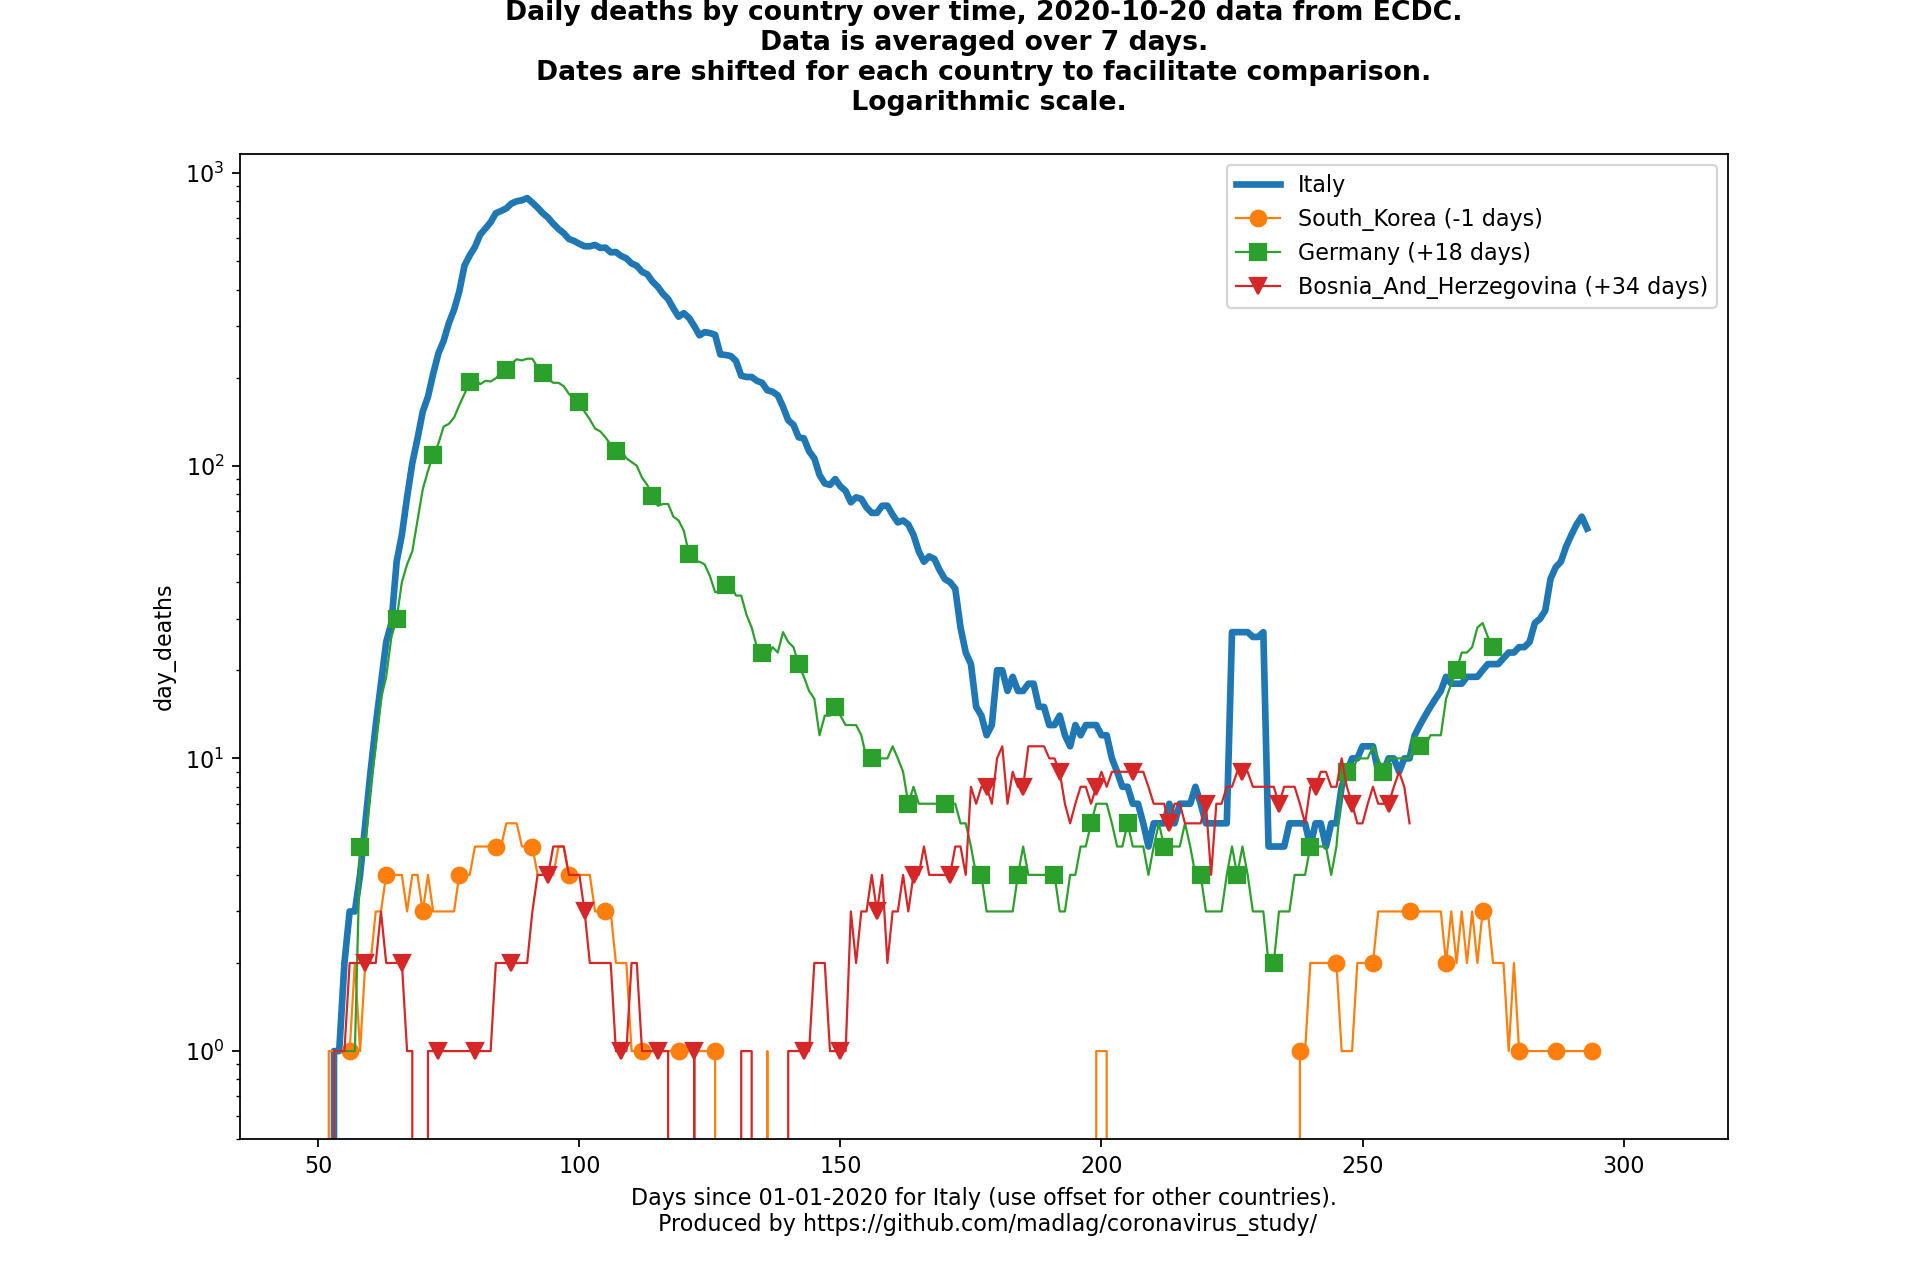 Daily deaths by country over time, 2020-10-20 data from ECDC.
Data is averaged over 7 days.
Dates are shifted for each country to facilitate comparison.
Logarithmic scale.
10³
10²
10¹
10⁰
day_deaths
Italy
South_Korea (-1 days)
Germany (+18 days)
Bosnia_And_Herzegovina (+34 days)
50 100 150 200 250 300
Days since 01-01-2020 for Italy (use offset for other countries).
Produced by https://github.com/madlag/coronavirus_study/